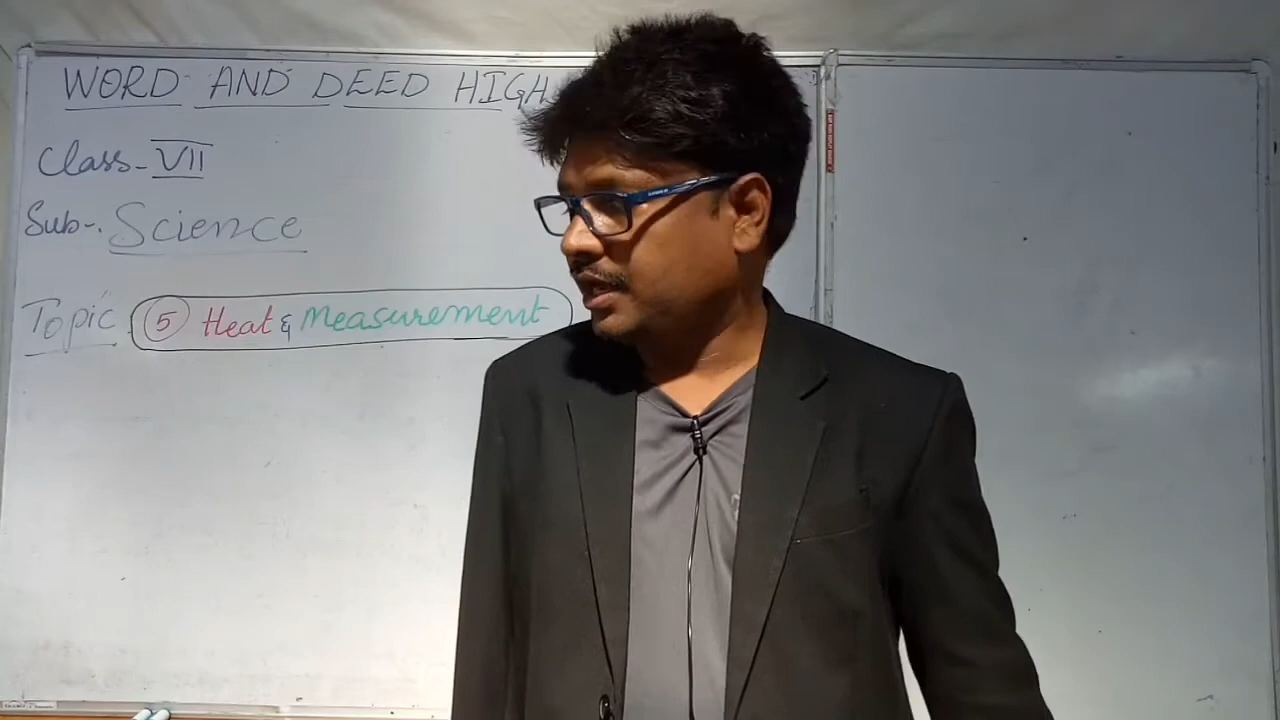 WORD AND DEED HIGH
Class- VII
Sub-. Science
Topic. 5 Heat & Measurement